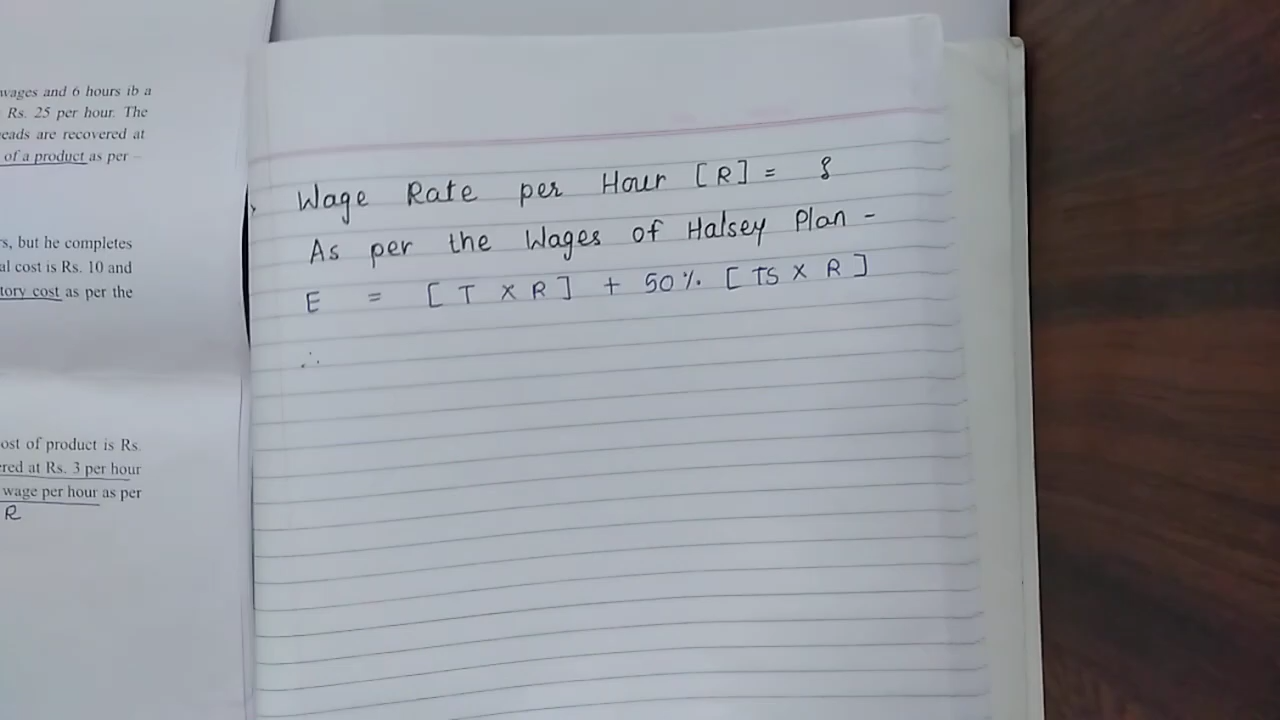 wages and 6 hours ib a
Rs. 25 per hour. The
eads are recovered at
of a product as per –
s, but he completes
al cost is Rs. 10 and
tory cost as per the
ost of product is Rs.
ered at Rs. 3 per hour
wage per hour as per
R
Wage Rate per Hour [R] = 8
As per the Wages of Halsey Plan -
E = [ T X R ] + 50 % [ TS X R ]
∴